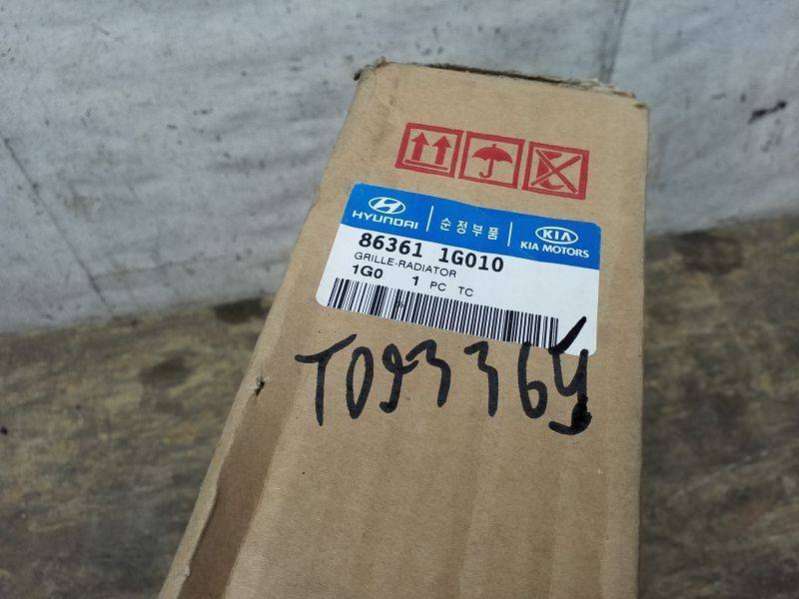 HYUNDAI 순정부품 KIA KIA MOTORS
86361 1G010
GRILLE-RADIATOR
1G0 1 PC TC
T093364